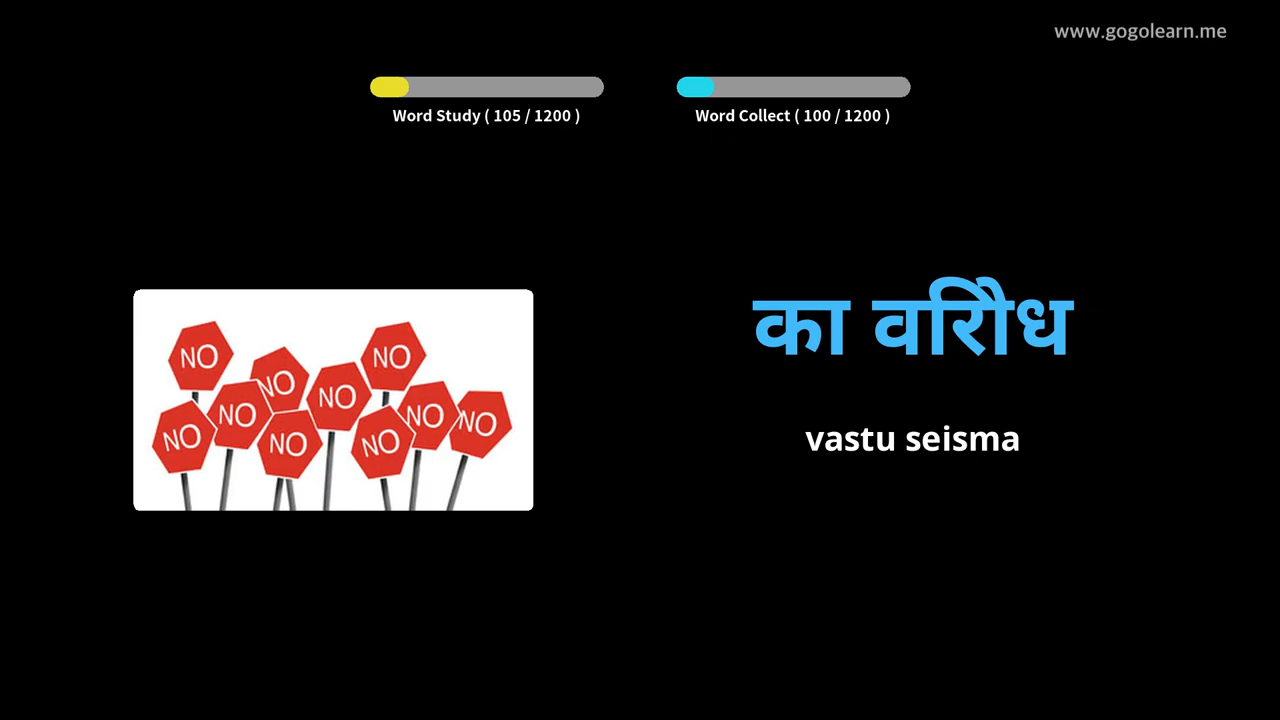 www.gogolearn.me
Word Study ( 105 / 1200 )
Word Collect ( 100 / 1200 )
का वरिोध
vastu seisma
NO
NO
NO
NO
NO
NO
NO
NO
NO
NO